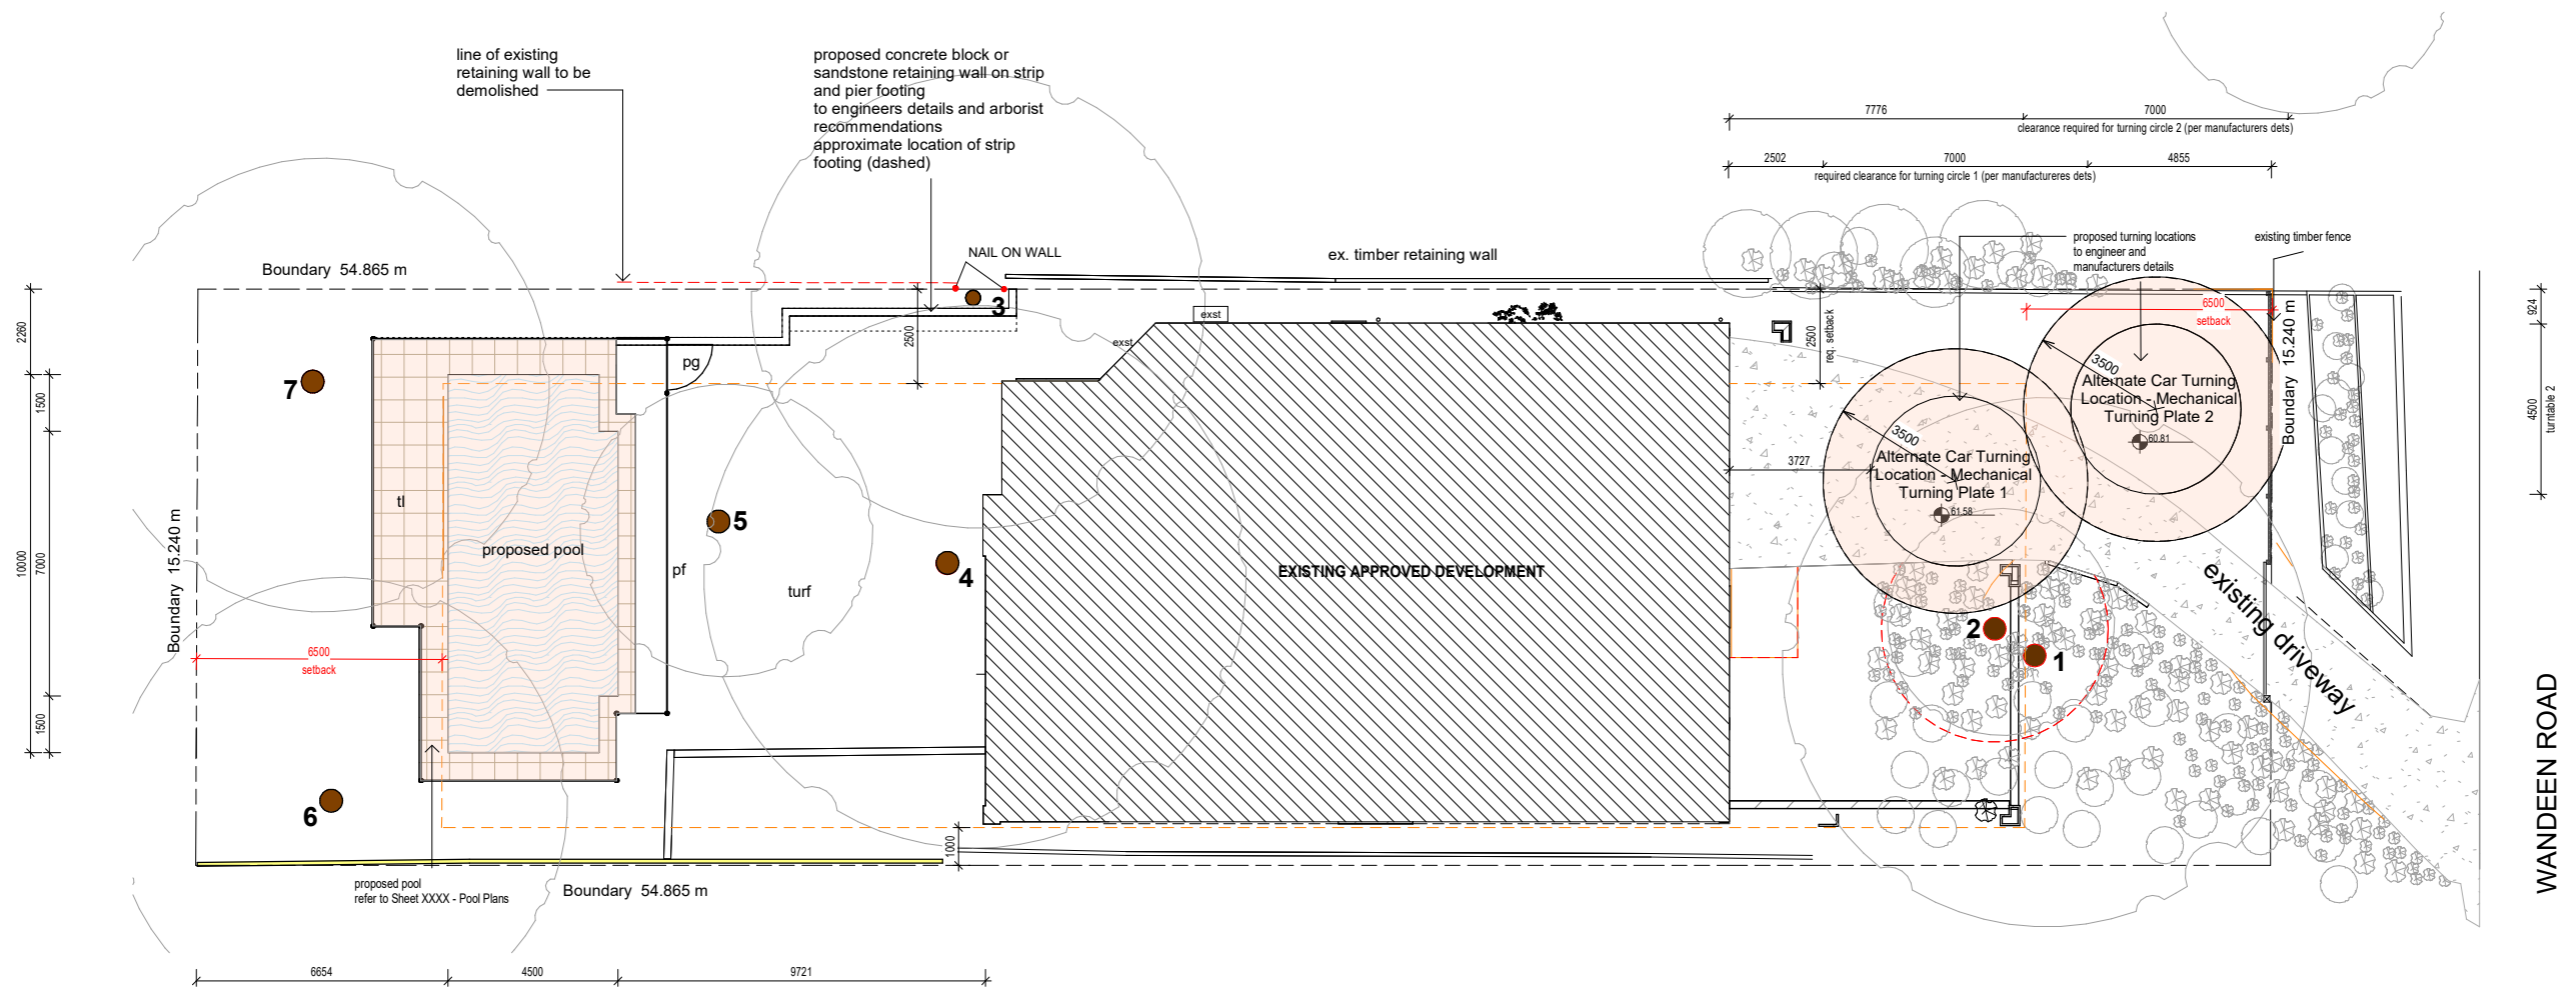 line of existing
retaining wall to be
demolished
proposed concrete block or
sandstone retaining wall on strip
and pier footing
to engineers details and arborist
recommendations
approximate location of strip
footing (dashed)
7776
7000
clearance required for turning circle 2 (per manufacturers dets)
2502
7000
4855
required clearance for turning circle 1 (per manufactureres dets)
NAIL ON WALL
ex. timber retaining wall
proposed turning locations
to engineer and
manufacturers details
existing timber fence
Boundary 54.865 m
2260
1500
10000
7000
1500
3
2500
exst
exst
2500
req. setback
6500
setback
924
4500
turntable 2
Boundary 15.240 m
7
pg
3500
Alternate Car Turning
Location - Mechanical
Turning Plate 2
60.81
3500
Alternate Car Turning
Location - Mechanical
Turning Plate 1
61.58
3727
tl
5
proposed pool
pf
turf
4
EXISTING APPROVED DEVELOPMENT
Boundary 15.240 m
6500
setback
2
1
existing driveway
WANDEEN ROAD
6
1000
proposed pool
refer to Sheet XXXX - Pool Plans
Boundary 54.865 m
6654
4500
9721